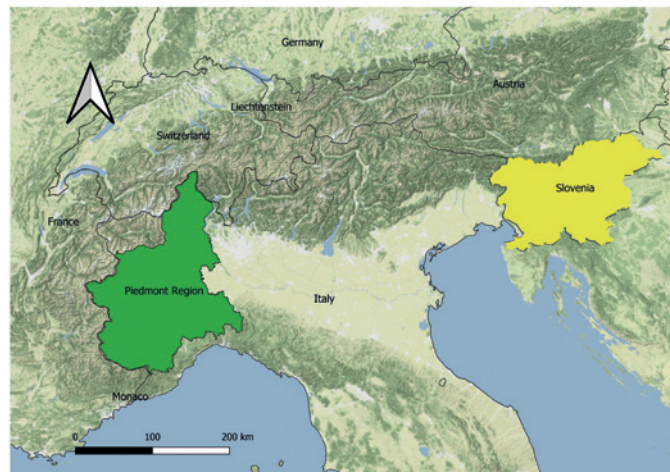 Germany
Austria
Liechtenstein
Switzerland
Slovenia
France
Piedmont Region
Italy
Monaco
0 100 200 km